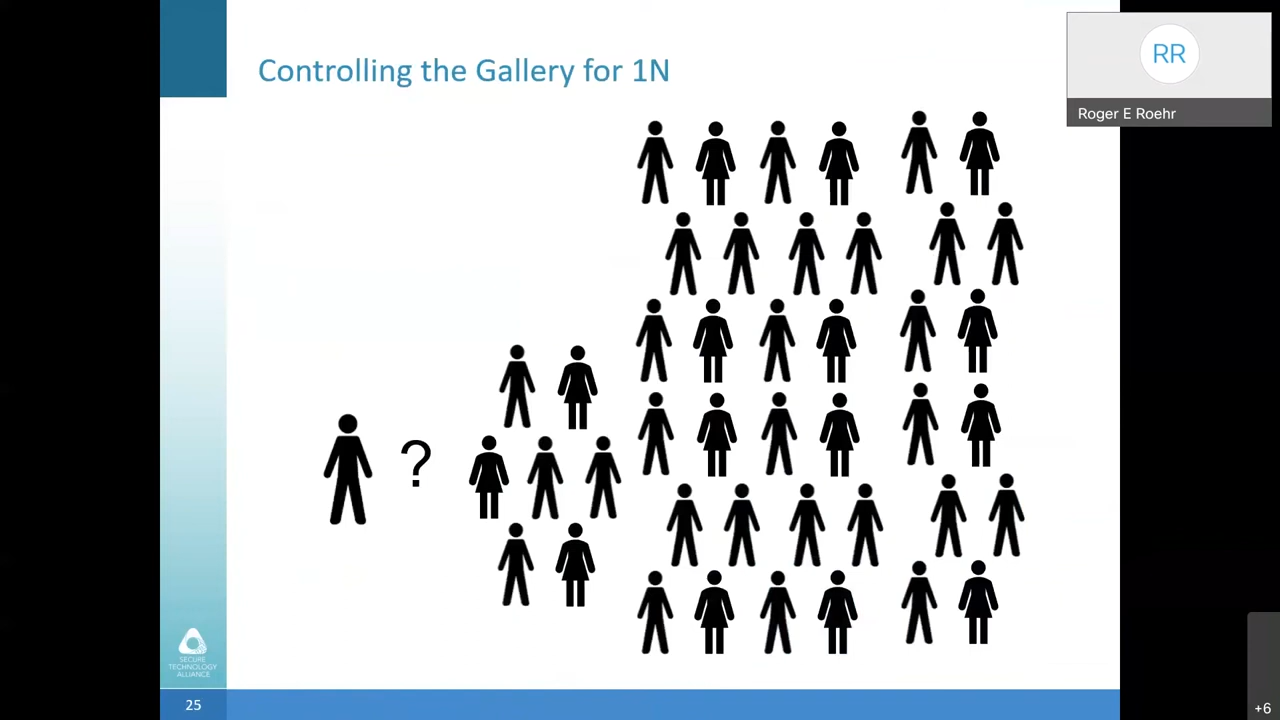 Controlling the Gallery for 1N
RR
Roger E Roehr
?
SECURE
TECHNOLOGY
ALLIANCE
25
+6